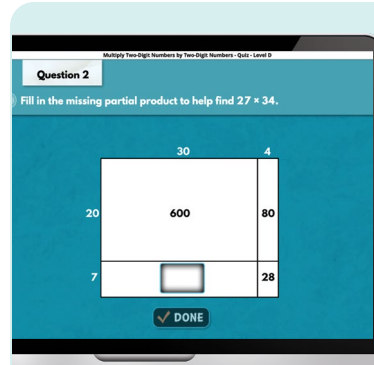 Multiply Two-Digit Numbers by Two-Digit Numbers - Quiz - Level D
Question 2
Fill in the missing partial product to help find 27 × 34.
30 4
20 600 80
7 28
DONE